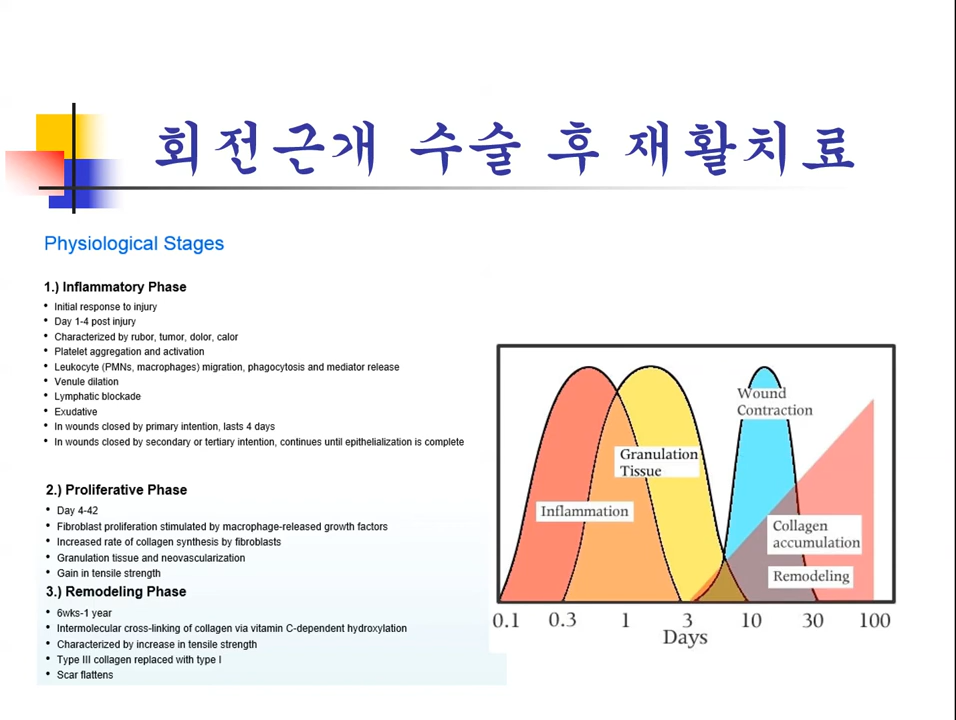 회전근개 수술 후 재활치료
Physiological Stages
1.) Inflammatory Phase
• Initial response to injury
• Day 1-4 post injury
• Characterized by rubor, tumor, dolor, calor
• Platelet aggregation and activation
• Leukocyte (PMNs, macrophages) migration, phagocytosis and mediator release
• Venule dilation
• Lymphatic blockade
• Exudative
• In wounds closed by primary intention, lasts 4 days
• In wounds closed by secondary or tertiary intention, continues until epithelialization is complete
2.) Proliferative Phase
• Day 4-42
• Fibroblast proliferation stimulated by macrophage-released growth factors
• Increased rate of collagen synthesis by fibroblasts
• Granulation tissue and neovascularization
• Gain in tensile strength
3.) Remodeling Phase
• 6wks-1 year
• Intermolecular cross-linking of collagen via vitamin C-dependent hydroxylation
• Characterized by increase in tensile strength
• Type III collagen replaced with type I
• Scar flattens
Inflammation
Granulation
Tissue
Wound
Contraction
Collagen
accumulation
Remodeling
0.1 0.3 1 3 10 30 100
Days